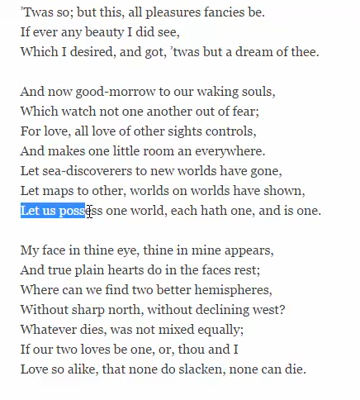 'Twas so; but this, all pleasures fancies be.
If ever any beauty I did see,
Which I desired, and got, 'twas but a dream of thee.

And now good-morrow to our waking souls,
Which watch not one another out of fear;
For love, all love of other sights controls,
And makes one little room an everywhere.
Let sea-discoverers to new worlds have gone,
Let maps to other, worlds on worlds have shown,
Let us possess one world, each hath one, and is one.

My face in thine eye, thine in mine appears,
And true plain hearts do in the faces rest;
Where can we find two better hemispheres,
Without sharp north, without declining west?
Whatever dies, was not mixed equally;
If our two loves be one, or, thou and I
Love so alike, that none do slacken, none can die.